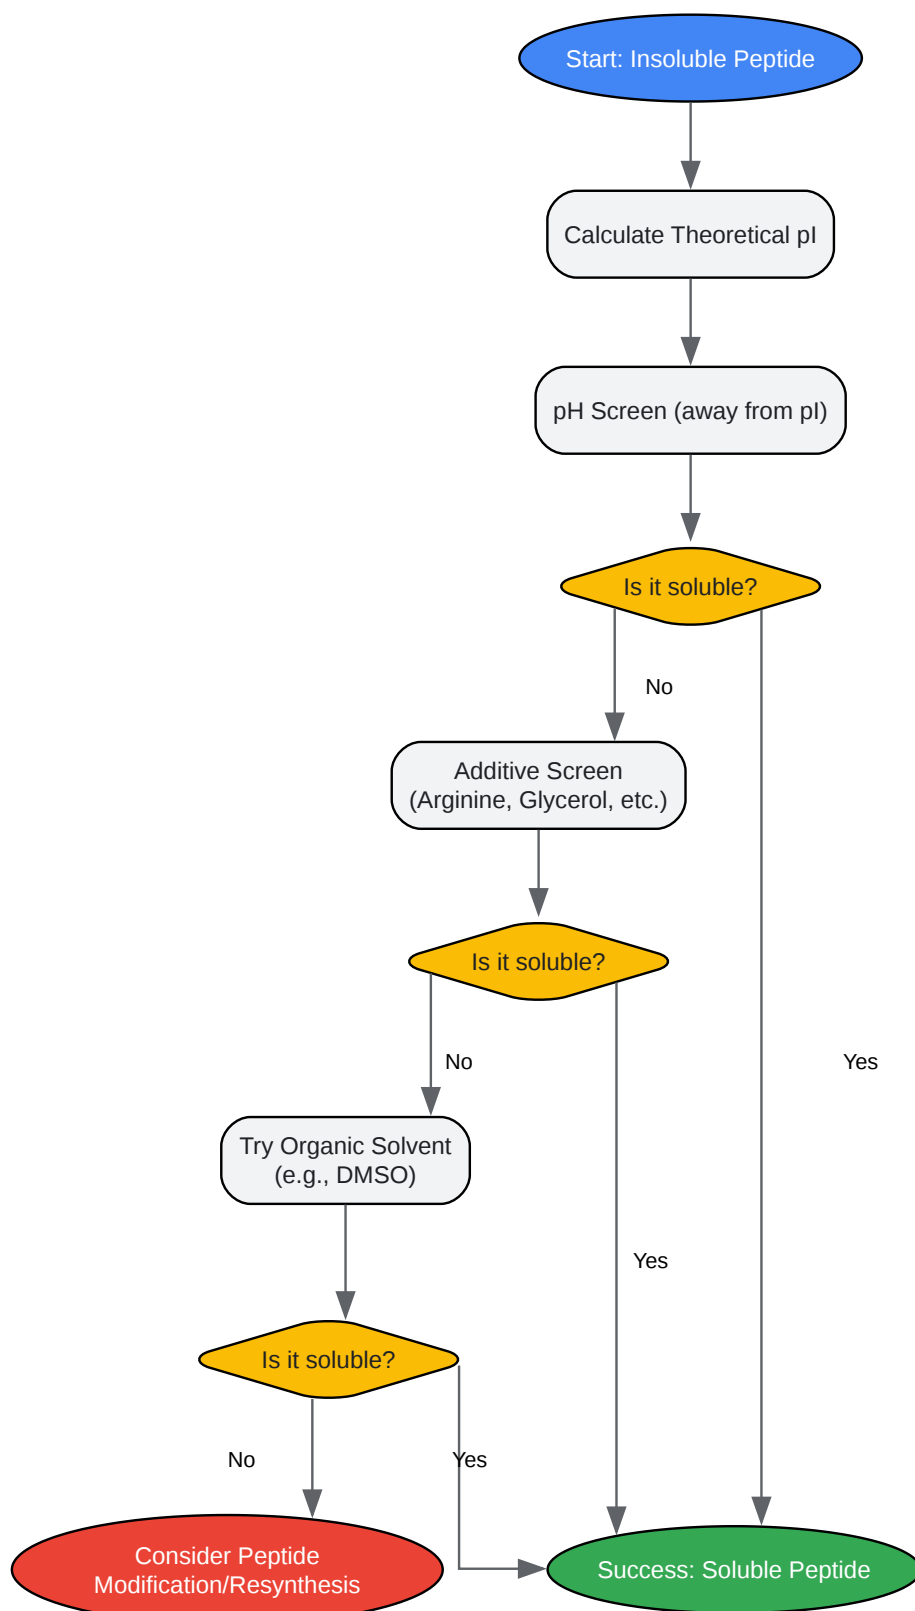 Start: Insoluble Peptide
Calculate Theoretical pI
pH Screen (away from pI)
Is it soluble?
No
Additive Screen
(Arginine, Glycerol, etc.)
Is it soluble?
No
Yes
Try Organic Solvent
(e.g., DMSO)
Yes
Is it soluble?
No
Yes
Consider Peptide
Modification/Resynthesis
Success: Soluble Peptide